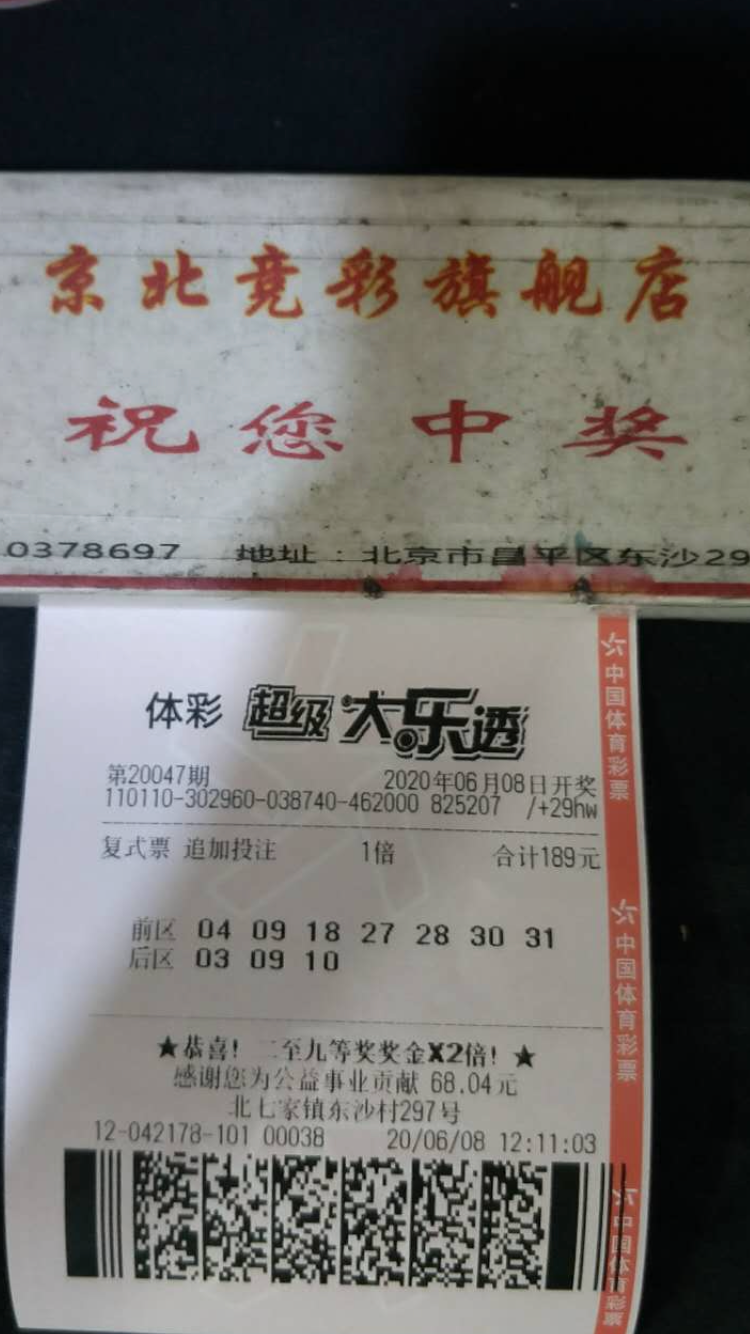 京北竞彩旗舰店
祝您中奖
0378697 地址：北京市昌平区东沙29
体彩 超级大乐透
第20047期 2020年06月08日开奖
110110-302960-038740-462000 825207 /+29hw
复式票 追加投注 1倍 合计189元
前区 04 09 18 27 28 30 31
后区 03 09 10
★恭喜! 二至九等奖奖金X2倍! ★
感谢您为公益事业贡献 68.04元
北七家镇东沙村297号
12-042178-101 00038 20/06/08 12:11:03
中国体育彩票
中国体育彩票
中国体育彩票